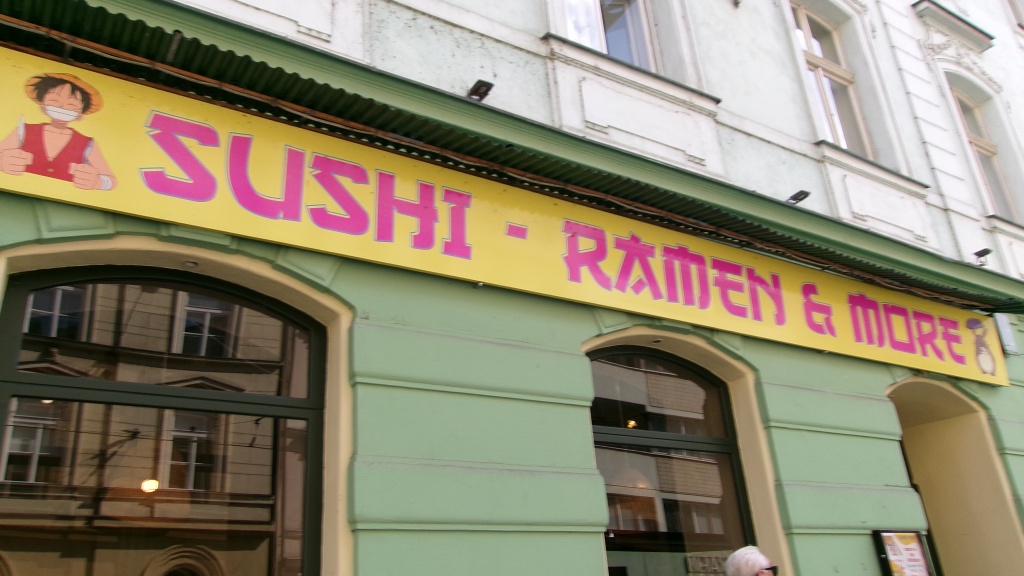 SUSHI - RAMEN & MORE